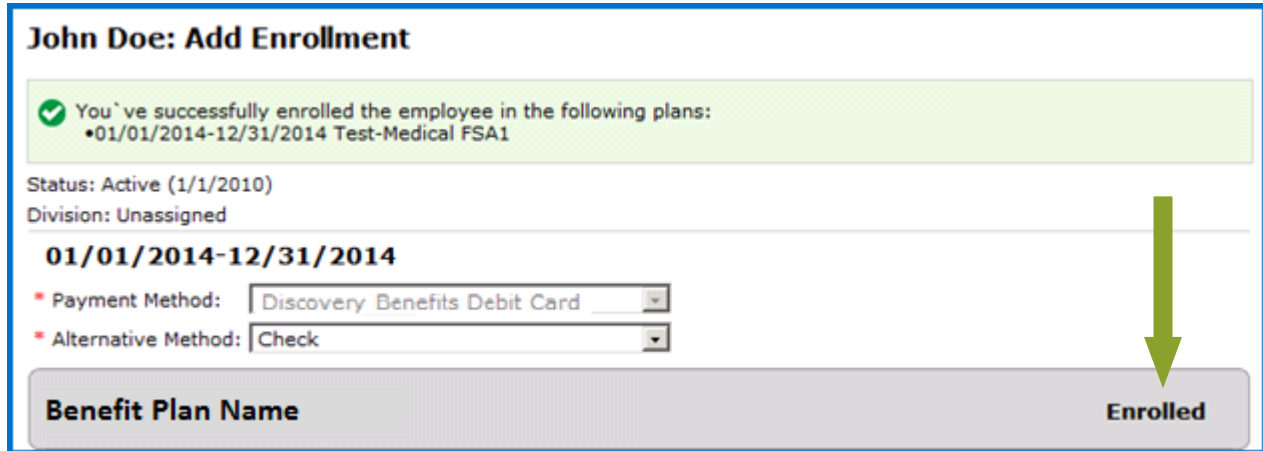 John Doe: Add Enrollment
You`ve successfully enrolled the employee in the following plans:
•01/01/2014-12/31/2014 Test-Medical FSA1
Status: Active (1/1/2010)
Division: Unassigned
01/01/2014-12/31/2014
* Payment Method: Discovery Benefits Debit Card
* Alternative Method: Check
Benefit Plan Name Enrolled